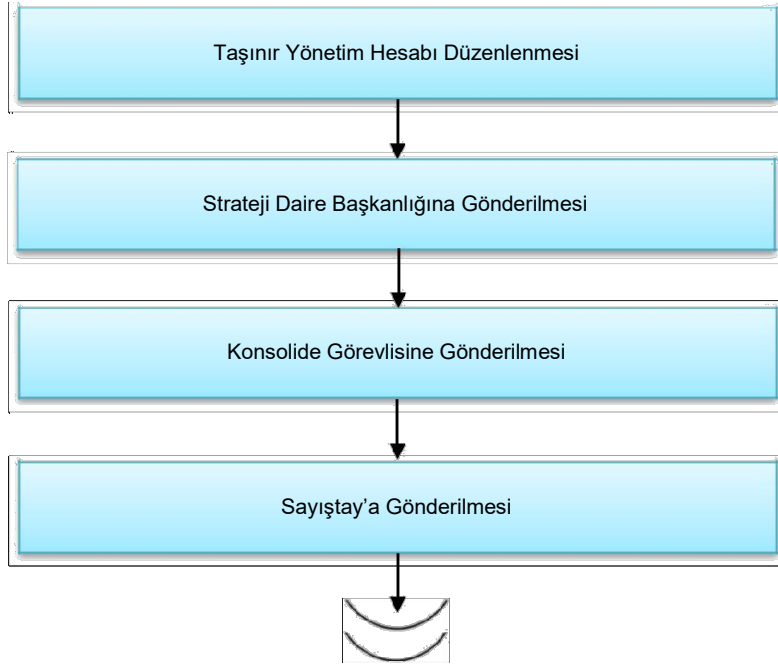 Taşınır Yönetim Hesabı Düzenlenmesi
Strateji Daire Başkanlığına Gönderilmesi
Konsolide Görevlisine Gönderilmesi
Sayıştay’a Gönderilmesi